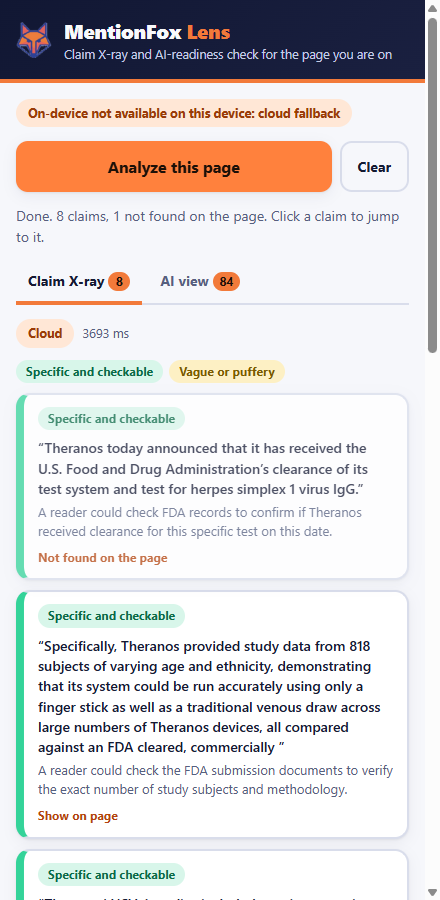 MentionFox Lens
Claim X-ray and AI-readiness check for the page you are on
On-device not available on this device: cloud fallback
Analyze this page
Clear
Done. 8 claims, 1 not found on the page. Click a claim to jump
to it.
Claim X-ray 8
AI view 84
Cloud 3693 ms
Specific and checkable
Vague or puffery
Specific and checkable
“Theranos today announced that it has received the
U.S. Food and Drug Administration’s clearance of its
test system and test for herpes simplex 1 virus IgG.”
A reader could check FDA records to confirm if Theranos
received clearance for this specific test on this date.
Not found on the page
Specific and checkable
“Specifically, Theranos provided study data from 818
subjects of varying age and ethnicity, demonstrating
that its system could be run accurately using only a
finger stick as well as a traditional venous draw across
large numbers of Theranos devices, all compared
against an FDA cleared, commercially ”
A reader could check the FDA submission documents to verify
the exact number of study subjects and methodology.
Show on page
Specific and checkable